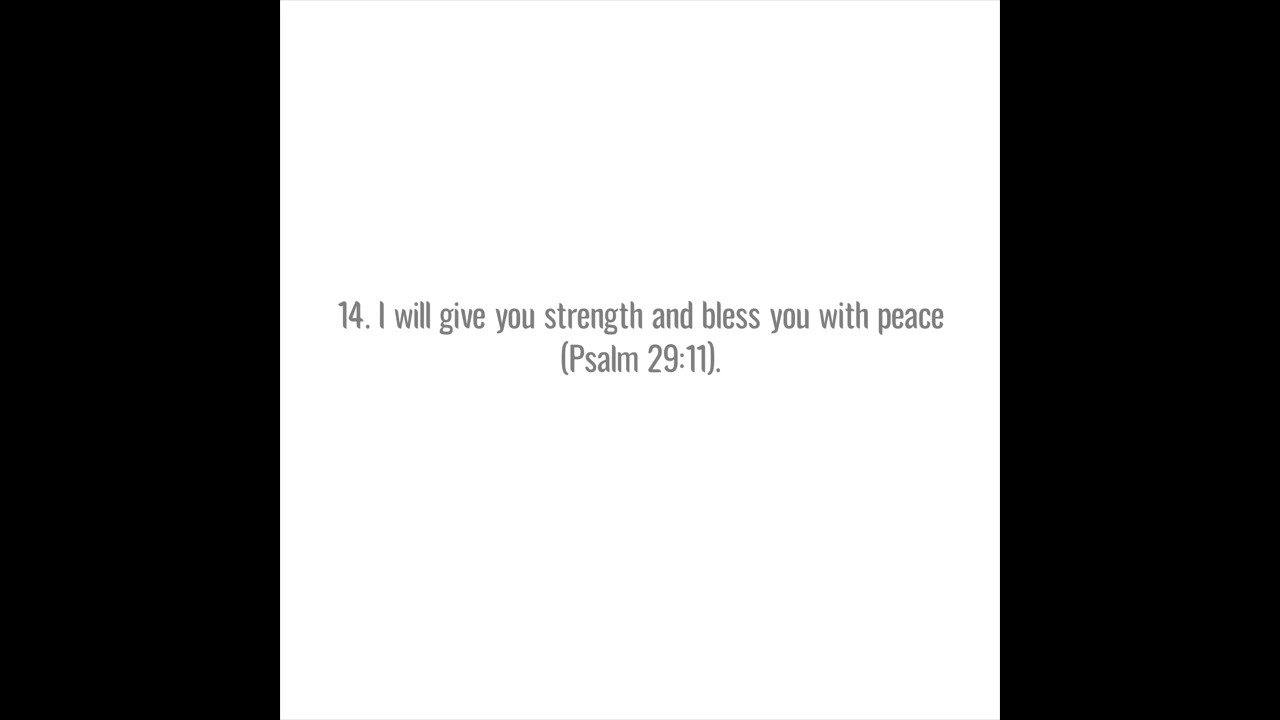 14. I will give you strength and bless you with peace
(Psalm 29:11).